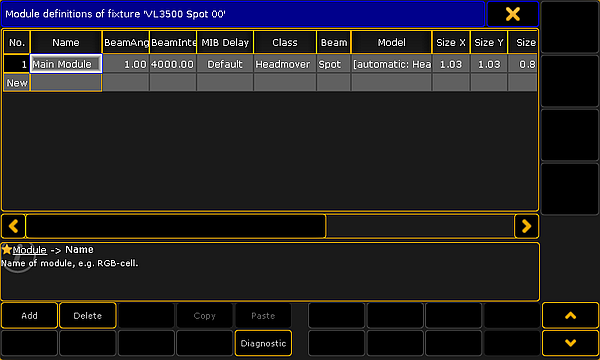 Module definitions of fixture 'VL3500 Spot 00'
No. Name BeamAng BeamInte MIB Delay Class Beam Model Size X Size Y Size
1 Main Module 1.00 4000.00 Default Headmover Spot [automatic: Hea 1.03 1.03 0.8
New
Module -> Name
Name of module, e.g. RGB-cell.
Add Delete Copy Paste
Diagnostic